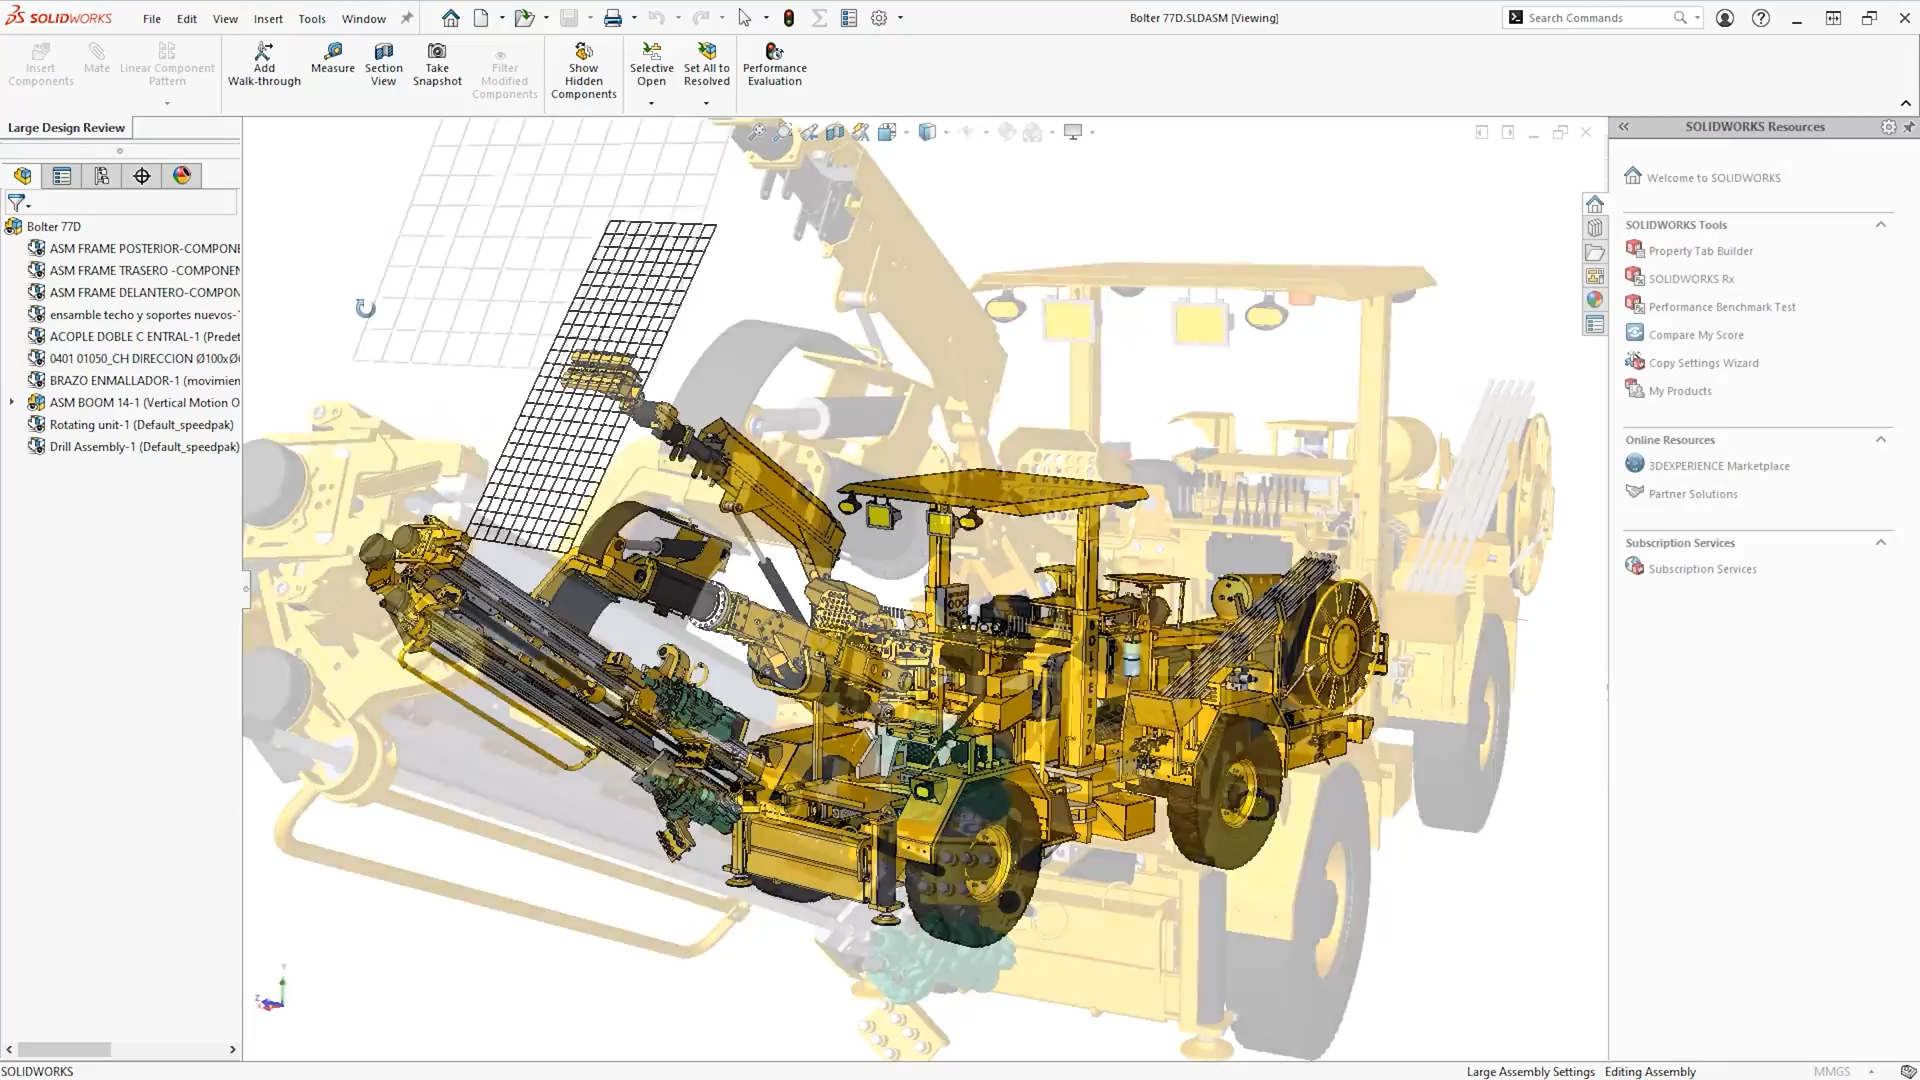 SOLIDWORKS
File Edit View Insert Tools Window
Bolter 77D.SLDASM [Viewing]
Search Commands
Insert Components
Mate
Linear Component Pattern
Add Walk-through
Measure
Section View
Take Snapshot
Filter Modified Components
Show Hidden Components
Selective Open
Set All to Resolved
Performance Evaluation
Large Design Review
Bolter 77D
ASM FRAME POSTERIOR-COMPONE
ASM FRAME TRASERO -COMPONEN
ASM FRAME DELANTERO-COMPON
ensamble techo y soportes nuevos-
ACOPLE DOBLE C ENTRAL-1 (Predet
0401 01050_CH DIRECCION Ø100xØ
BRAZO ENMALLADOR-1 (movimien
ASM BOOM 14-1 (Vertical Motion O
Rotating unit-1 (Default_speedpak)
Drill Assembly-1 (Default_speedpak)
BOLTER 77D
SOLIDWORKS Resources
Welcome to SOLIDWORKS
SOLIDWORKS Tools
Property Tab Builder
SOLIDWORKS Rx
Performance Benchmark Test
Compare My Score
Copy Settings Wizard
My Products
Online Resources
3DEXPERIENCE Marketplace
Partner Solutions
Subscription Services
Subscription Services
SOLIDWORKS
Large Assembly Settings Editing Assembly MMGS